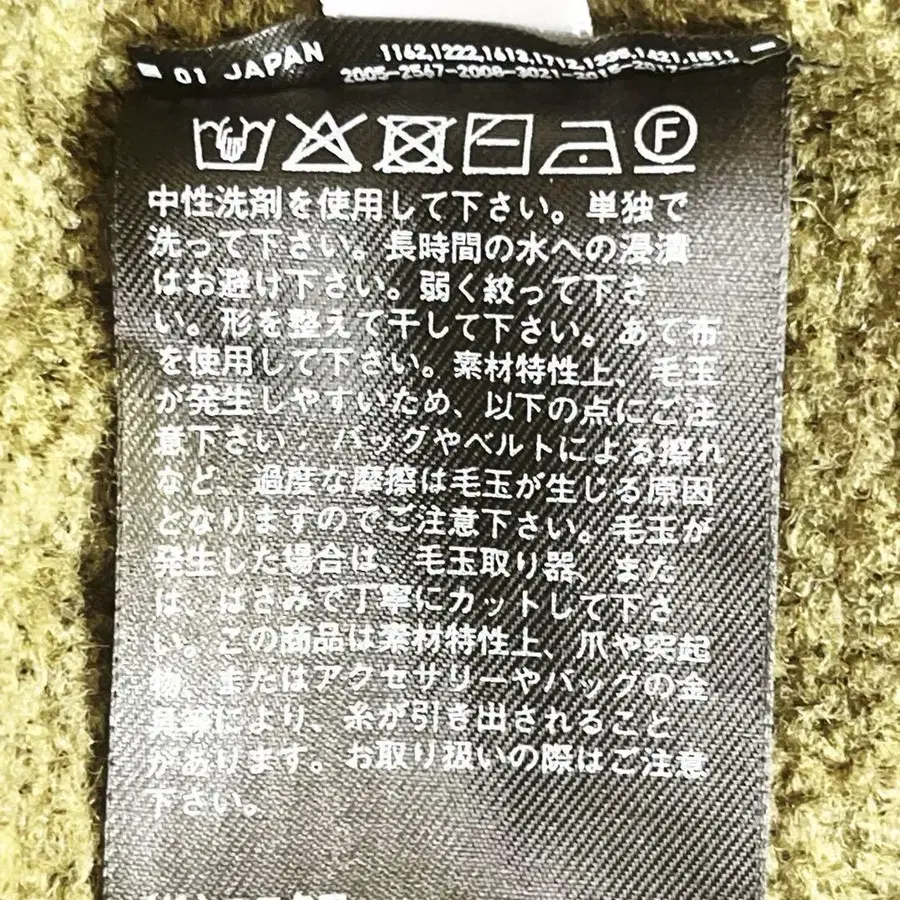 01 JAPAN
1162,1222,1613,1712,
2005-2567-2008-3021-
F
中性洗剤を使用して下さい。単独で
洗って下さい。長時間の水への浸漬
はお避け下さい。弱く絞って下さ
い。形を整えて干して下さい。あて布
を使用して下さい。素材特性上、毛玉
が発生しやすいため、以下の点にご注
意下さい。バッグやベルトによる擦れ
など、過度な摩擦は毛玉が生じる原因
となりますのでご注意下さい。毛玉が
発生した場合は、毛玉取り器、また
は、はさみで丁寧にカットして下さ
い。この商品は素材特性上、爪や突起
物、またはアクセサリーやバッグの金
具等により、糸が引き出されること
があります。お取り扱いの際はご注意
下さい。